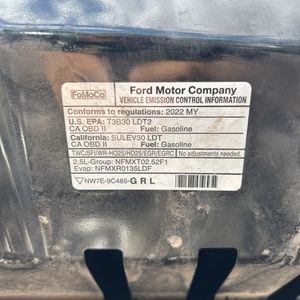 FoMoCo
Ford Motor Company
VEHICLE EMISSION CONTROL INFORMATION
Conforms to regulations: 2022 MY
U.S. EPA: T3B30 LDT2
CA OBD II Fuel: Gasoline
California: SULEV30 LDT
CA OBD II Fuel: Gasoline
TWC/SFI/WR-HO2S/HO2S/EGR/EGRC No adjustments needed.
2.5L-Group: NFMXT02.52F1
Evap: NFMXR0135LDF
NW7E-9C485-GRL